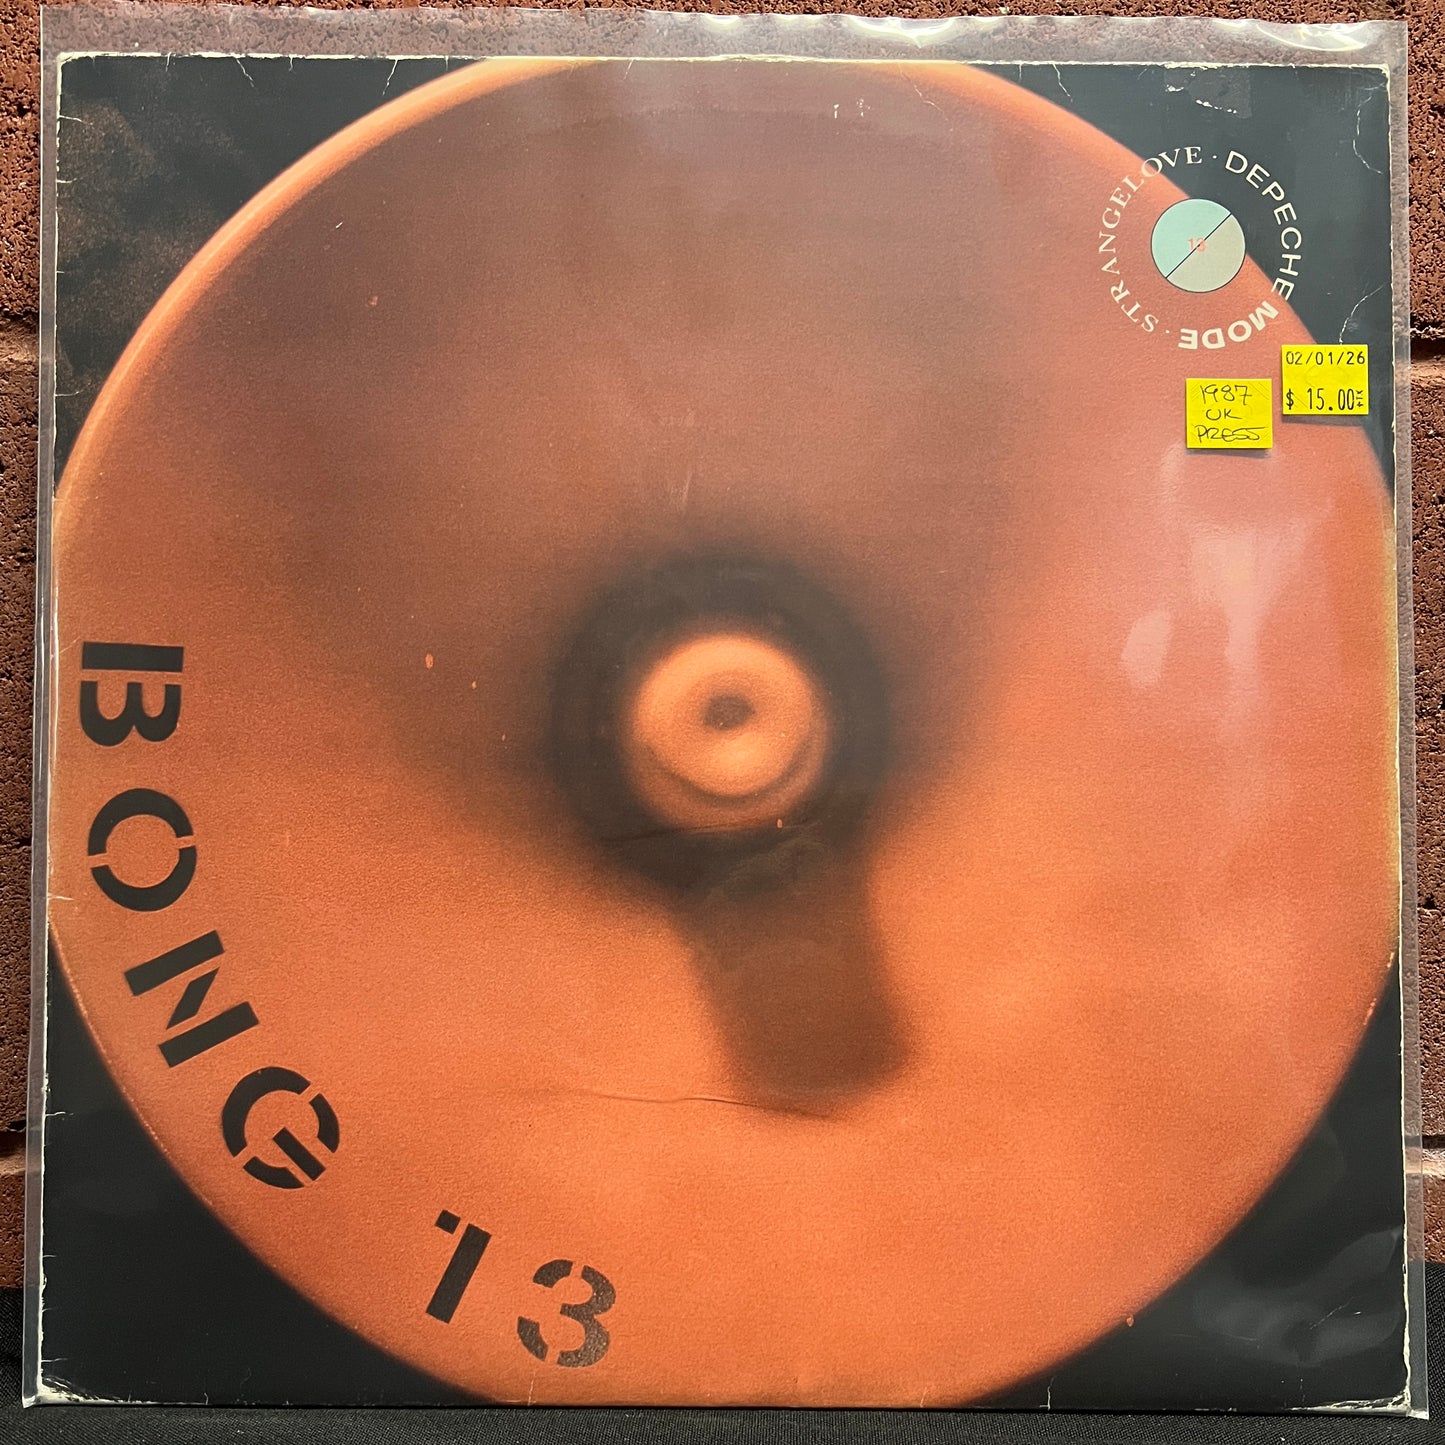 STRANGELOVE · DEPECHE MODE ·
13
02/01/26
$ 15.00
1987
UK
PRESS
BONG 13